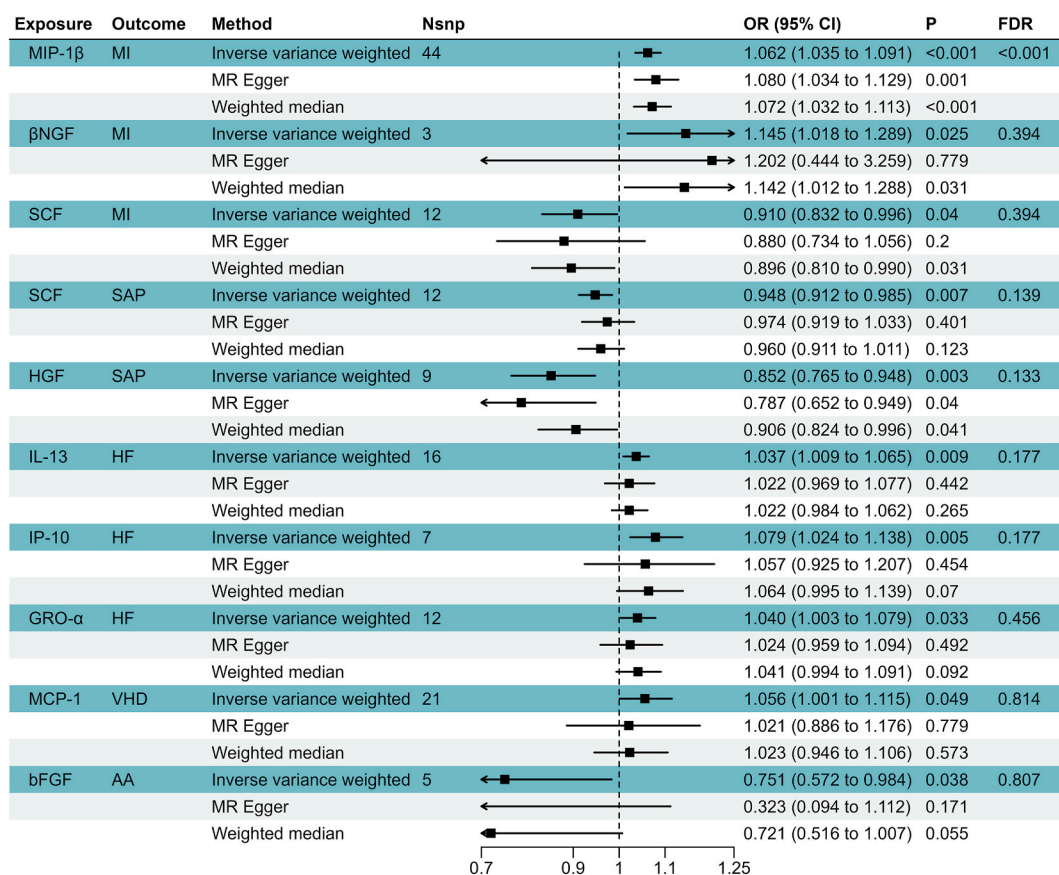 Exposure Outcome Method Nsnp OR (95% CI) P FDR
MIP-1β MI Inverse variance weighted 44 1.062 (1.035 to 1.091) <0.001 <0.001
MR Egger 1.080 (1.034 to 1.129) 0.001
Weighted median 1.072 (1.032 to 1.113) <0.001
βNGF MI Inverse variance weighted 3 1.145 (1.018 to 1.289) 0.025 0.394
MR Egger 1.202 (0.444 to 3.259) 0.779
Weighted median 1.142 (1.012 to 1.288) 0.031
SCF MI Inverse variance weighted 12 0.910 (0.832 to 0.996) 0.04 0.394
MR Egger 0.880 (0.734 to 1.056) 0.2
Weighted median 0.896 (0.810 to 0.990) 0.031
SCF SAP Inverse variance weighted 12 0.948 (0.912 to 0.985) 0.007 0.139
MR Egger 0.974 (0.919 to 1.033) 0.401
Weighted median 0.960 (0.911 to 1.011) 0.123
HGF SAP Inverse variance weighted 9 0.852 (0.765 to 0.948) 0.003 0.133
MR Egger 0.787 (0.652 to 0.949) 0.04
Weighted median 0.906 (0.824 to 0.996) 0.041
IL-13 HF Inverse variance weighted 16 1.037 (1.009 to 1.065) 0.009 0.177
MR Egger 1.022 (0.969 to 1.077) 0.442
Weighted median 1.022 (0.984 to 1.062) 0.265
IP-10 HF Inverse variance weighted 7 1.079 (1.024 to 1.138) 0.005 0.177
MR Egger 1.057 (0.925 to 1.207) 0.454
Weighted median 1.064 (0.995 to 1.139) 0.07
GRO-α HF Inverse variance weighted 12 1.040 (1.003 to 1.079) 0.033 0.456
MR Egger 1.024 (0.959 to 1.094) 0.492
Weighted median 1.041 (0.994 to 1.091) 0.092
MCP-1 VHD Inverse variance weighted 21 1.056 (1.001 to 1.115) 0.049 0.814
MR Egger 1.021 (0.886 to 1.176) 0.779
Weighted median 1.023 (0.946 to 1.106) 0.573
bFGF AA Inverse variance weighted 5 0.751 (0.572 to 0.984) 0.038 0.807
MR Egger 0.323 (0.094 to 1.112) 0.171
Weighted median 0.721 (0.516 to 1.007) 0.055
0.7 0.9 1 1.1 1.25